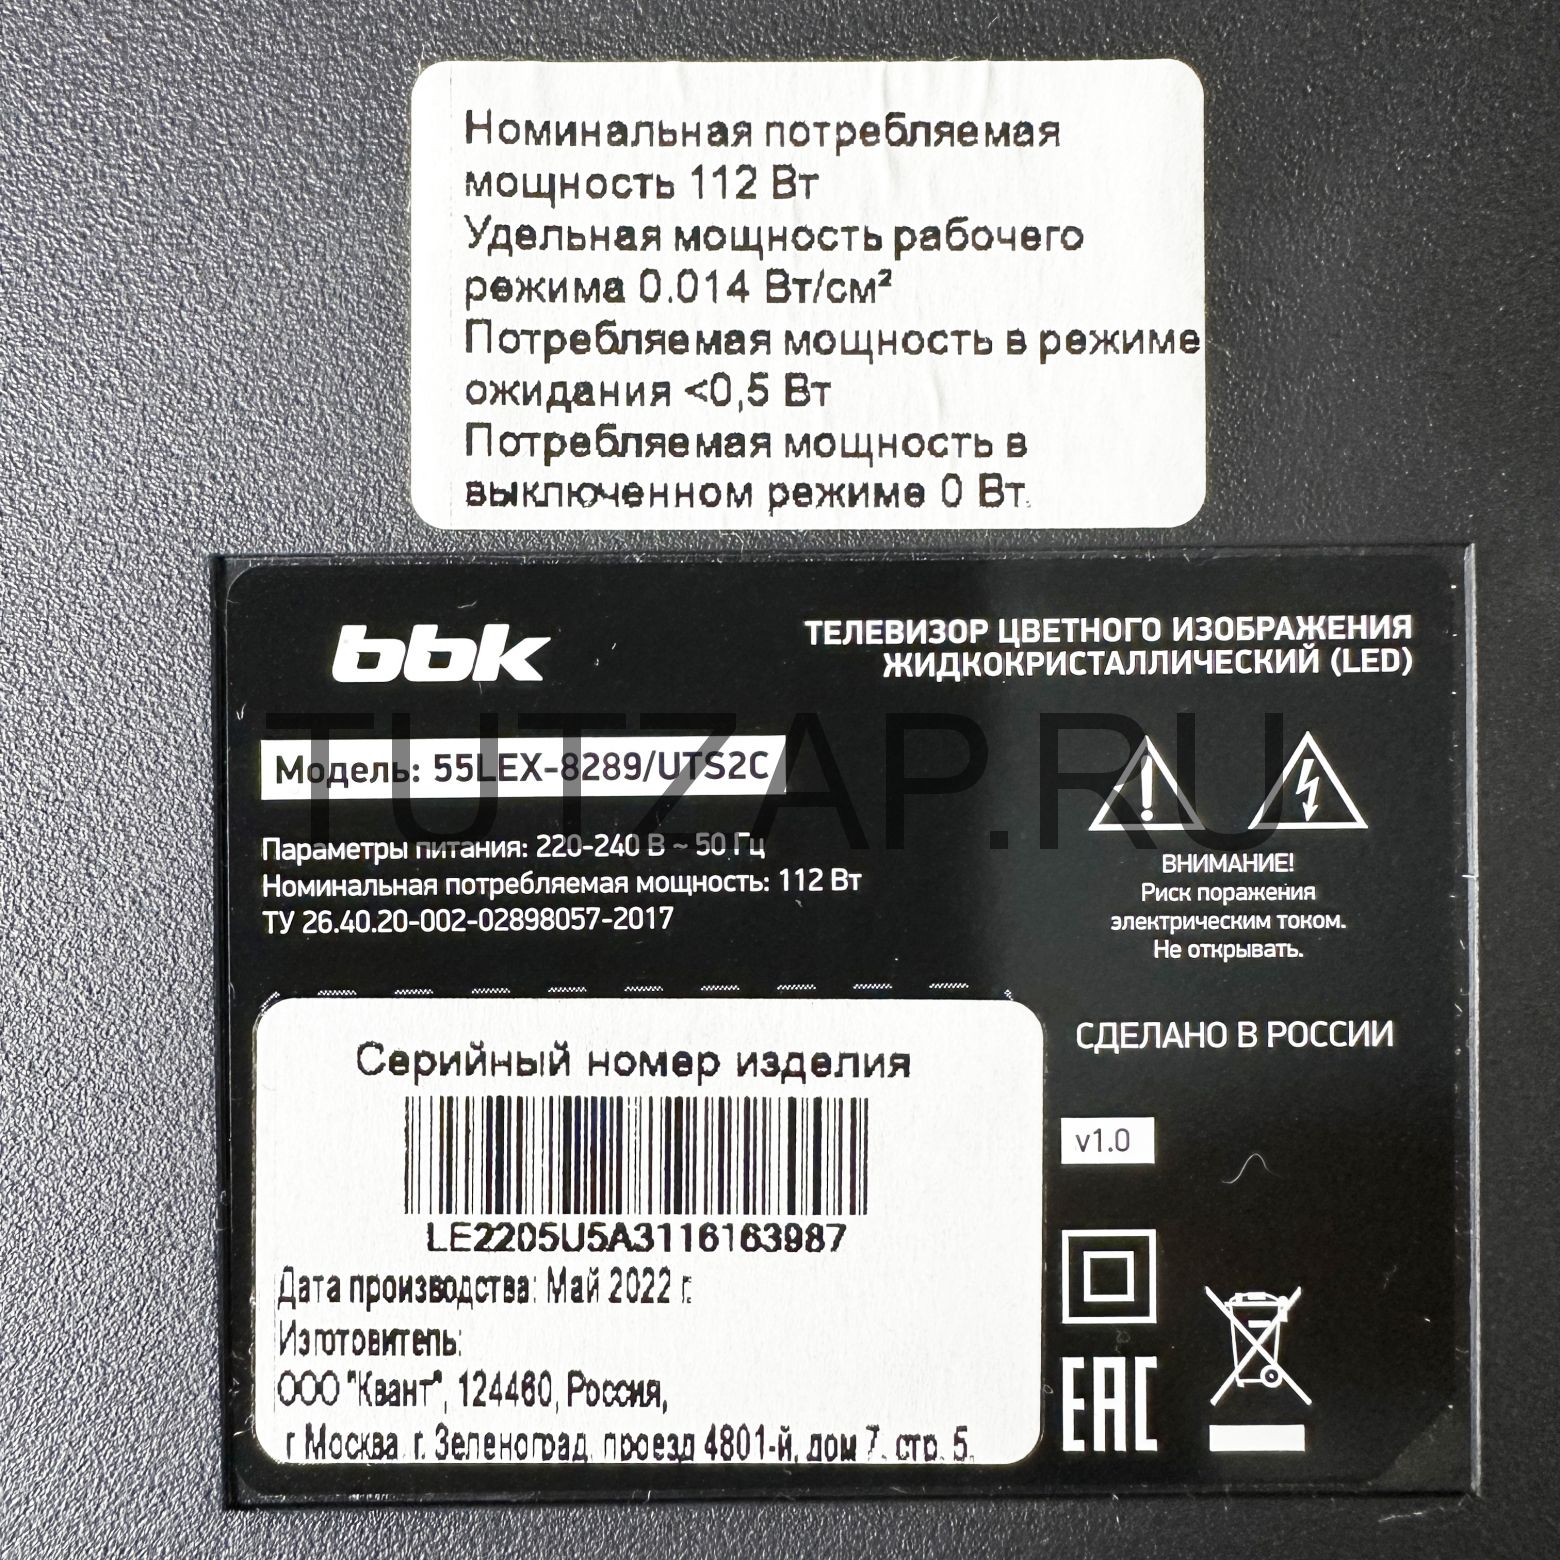 Номинальная потребляемая
мощность 112 Вт
Удельная мощность рабочего
режима 0.014 Вт/см²
Потребляемая мощность в режиме
ожидания <0,5 Вт
Потребляемая мощность в
выключенном режиме 0 Вт.
bbk
ТЕЛЕВИЗОР ЦВЕТНОГО ИЗОБРАЖЕНИЯ
ЖИДКОКРИСТАЛЛИЧЕСКИЙ (LED)
TUTZAP.RU
Модель: 55LEX-8289/UTS2C
Параметры питания: 220-240 В ~ 50 Гц
Номинальная потребляемая мощность: 112 Вт
ТУ 26.40.20-002-02898057-2017
ВНИМАНИЕ!
Риск поражения
электрическим током.
Не открывать.
СДЕЛАНО В РОССИИ
v1.0
Серийный номер изделия
LE2205U5A3116163987
Дата производства: Май 2022 г.
Изготовитель:
ООО "Квант", 124460, Россия,
г Москва, г. Зеленоград, проезд 4801-й, дом 7, стр. 5.
EAC